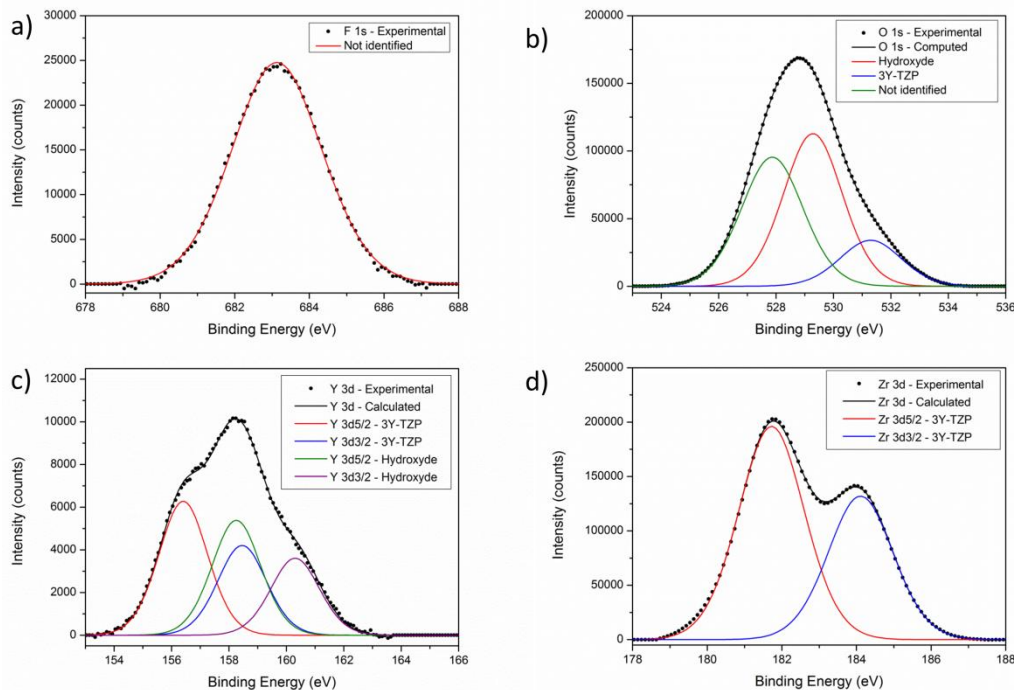 a)
30000
25000
20000
15000
10000
5000
0
Intensity (counts)
F 1s - Experimental
Not identified
678 680 682 684 686 688
Binding Energy (eV)
b)
200000
150000
100000
50000
0
Intensity (counts)
O 1s - Experimental
O 1s - Computed
Hydroxyde
3Y-TZP
Not identified
524 526 528 530 532 534 536
Binding Energy (eV)
c)
12000
10000
8000
6000
4000
2000
0
Intensity (counts)
Y 3d - Experimental
Y 3d - Calculated
Y 3d5/2 - 3Y-TZP
Y 3d3/2 - 3Y-TZP
Y 3d5/2 - Hydroxyde
Y 3d3/2 - Hydroxyde
154 156 158 160 162 164 166
Binding Energy (eV)
d)
250000
200000
150000
100000
50000
0
Intensity (counts)
Zr 3d - Experimental
Zr 3d - Calculated
Zr 3d5/2 - 3Y-TZP
Zr 3d3/2 - 3Y-TZP
178 180 182 184 186 188
Binding Energy (eV)